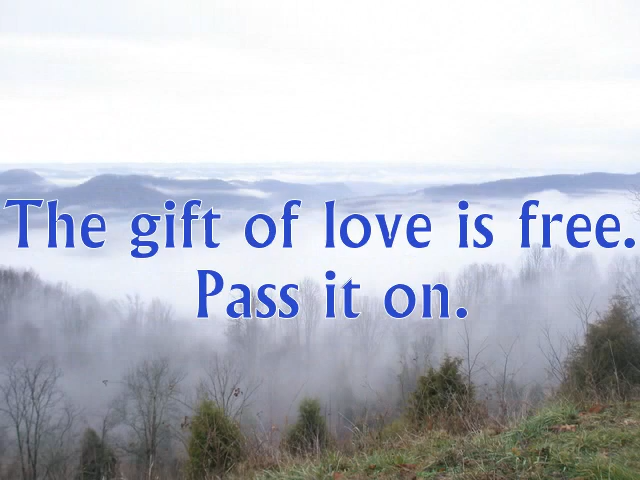 The gift of love is free.
Pass it on.